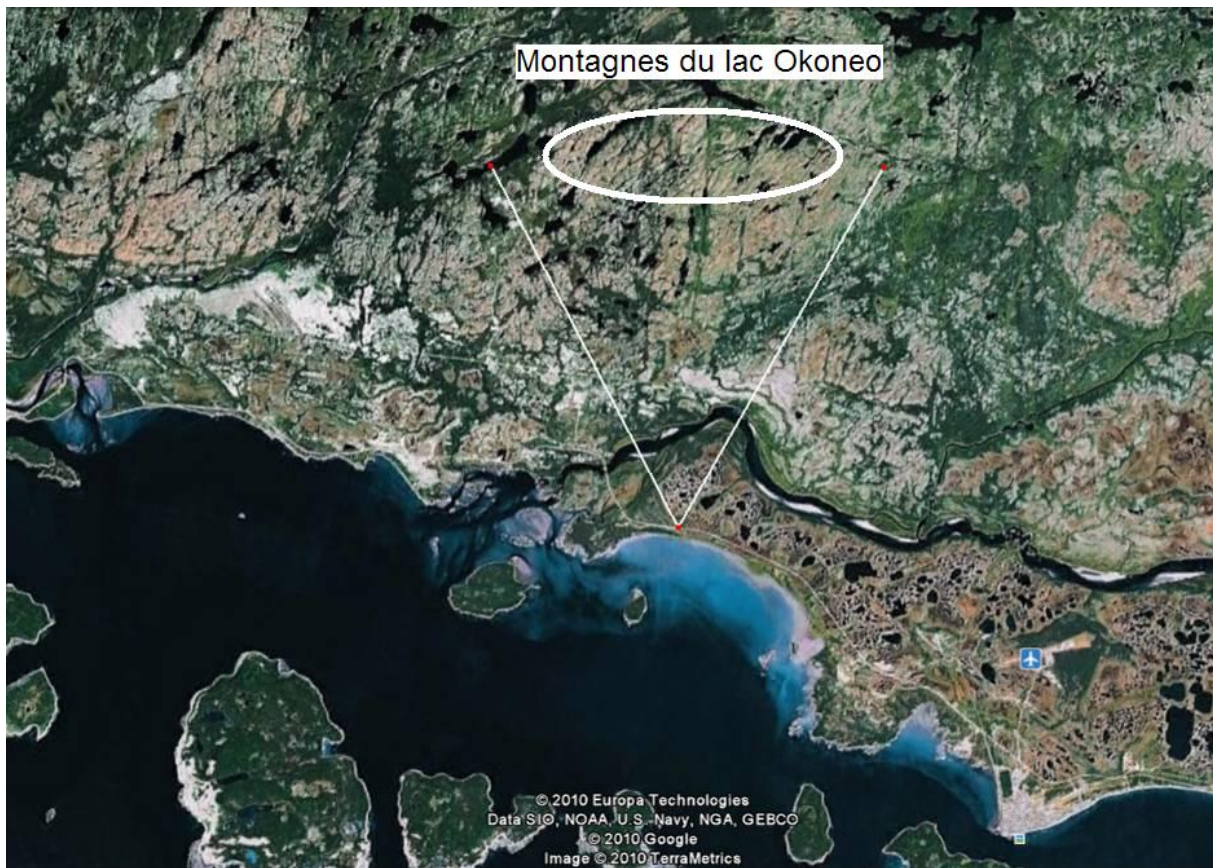 Montagnes du lac Okoneo
© 2010 Europa Technologies
Data SIO, NOAA, U.S. Navy, NGA, GEBCO
© 2010 Google
Image © 2010 TerraMetrics